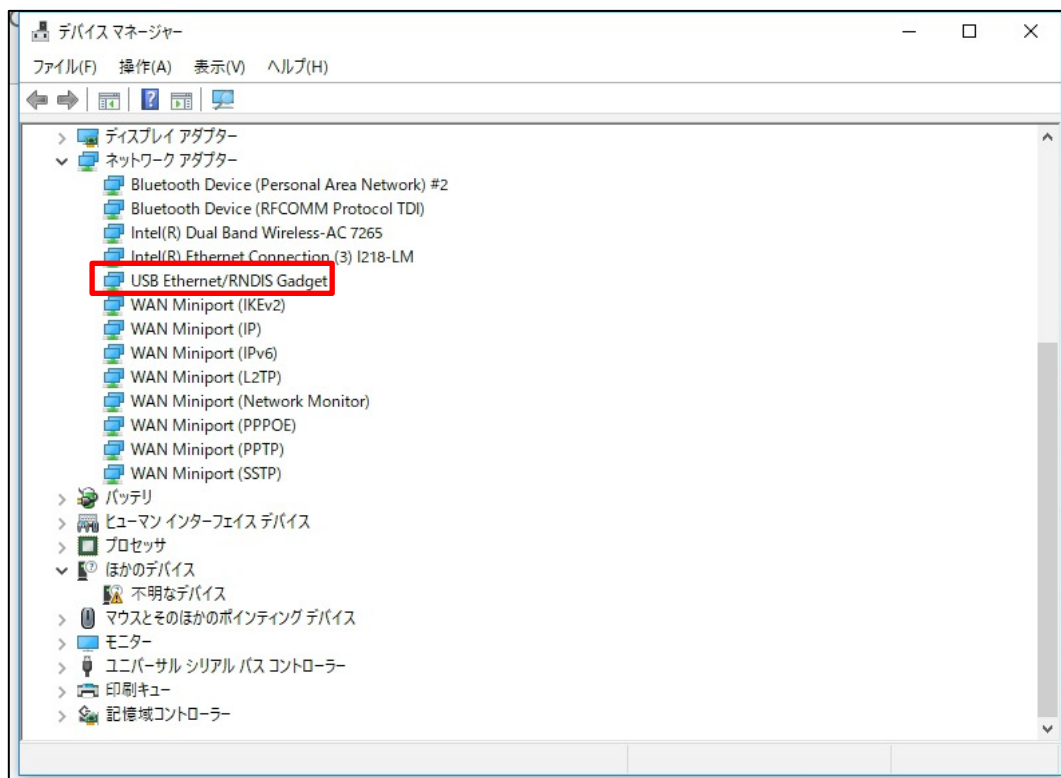 デバイス マネージャー
ファイル(F) 操作(A) 表示(V) ヘルプ(H)
ディスプレイ アダプター
ネットワーク アダプター
Bluetooth Device (Personal Area Network) #2
Bluetooth Device (RFCOMM Protocol TDI)
Intel(R) Dual Band Wireless-AC 7265
Intel(R) Ethernet Connection (3) I218-LM
USB Ethernet/RNDIS Gadget
WAN Miniport (IKEv2)
WAN Miniport (IP)
WAN Miniport (IPv6)
WAN Miniport (L2TP)
WAN Miniport (Network Monitor)
WAN Miniport (PPPOE)
WAN Miniport (PPTP)
WAN Miniport (SSTP)
バッテリ
ヒューマン インターフェイス デバイス
プロセッサ
ほかのデバイス
不明なデバイス
マウスとそのほかのポインティング デバイス
モニター
ユニバーサル シリアル バス コントローラー
印刷キュー
記憶域コントローラー